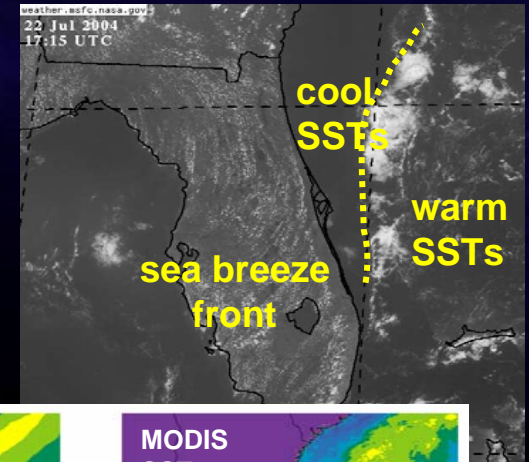 weather.msfc.nasa.gov
22 Jul 2004
17:15 UTC
cool
SSTs
warm
SSTs
sea breeze
front
MODIS